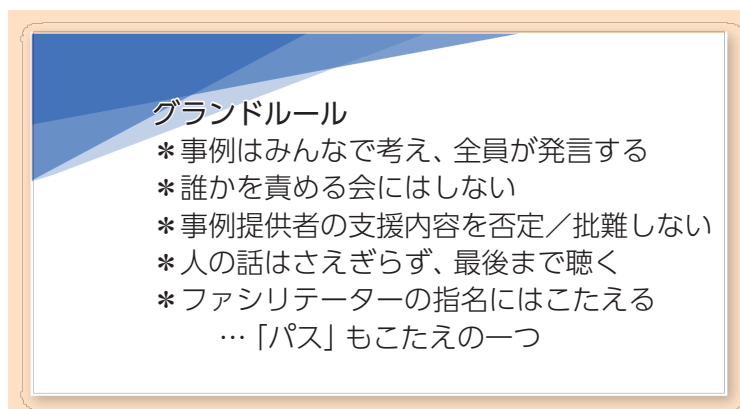 グランドルール
＊事例はみんなで考え、全員が発言する
＊誰かを責める会にはしない
＊事例提供者の支援内容を否定／批難しない
＊人の話はさえぎらず、最後まで聴く
＊ファシリテーターの指名にはこたえる
…「パス」もこたえの一つ